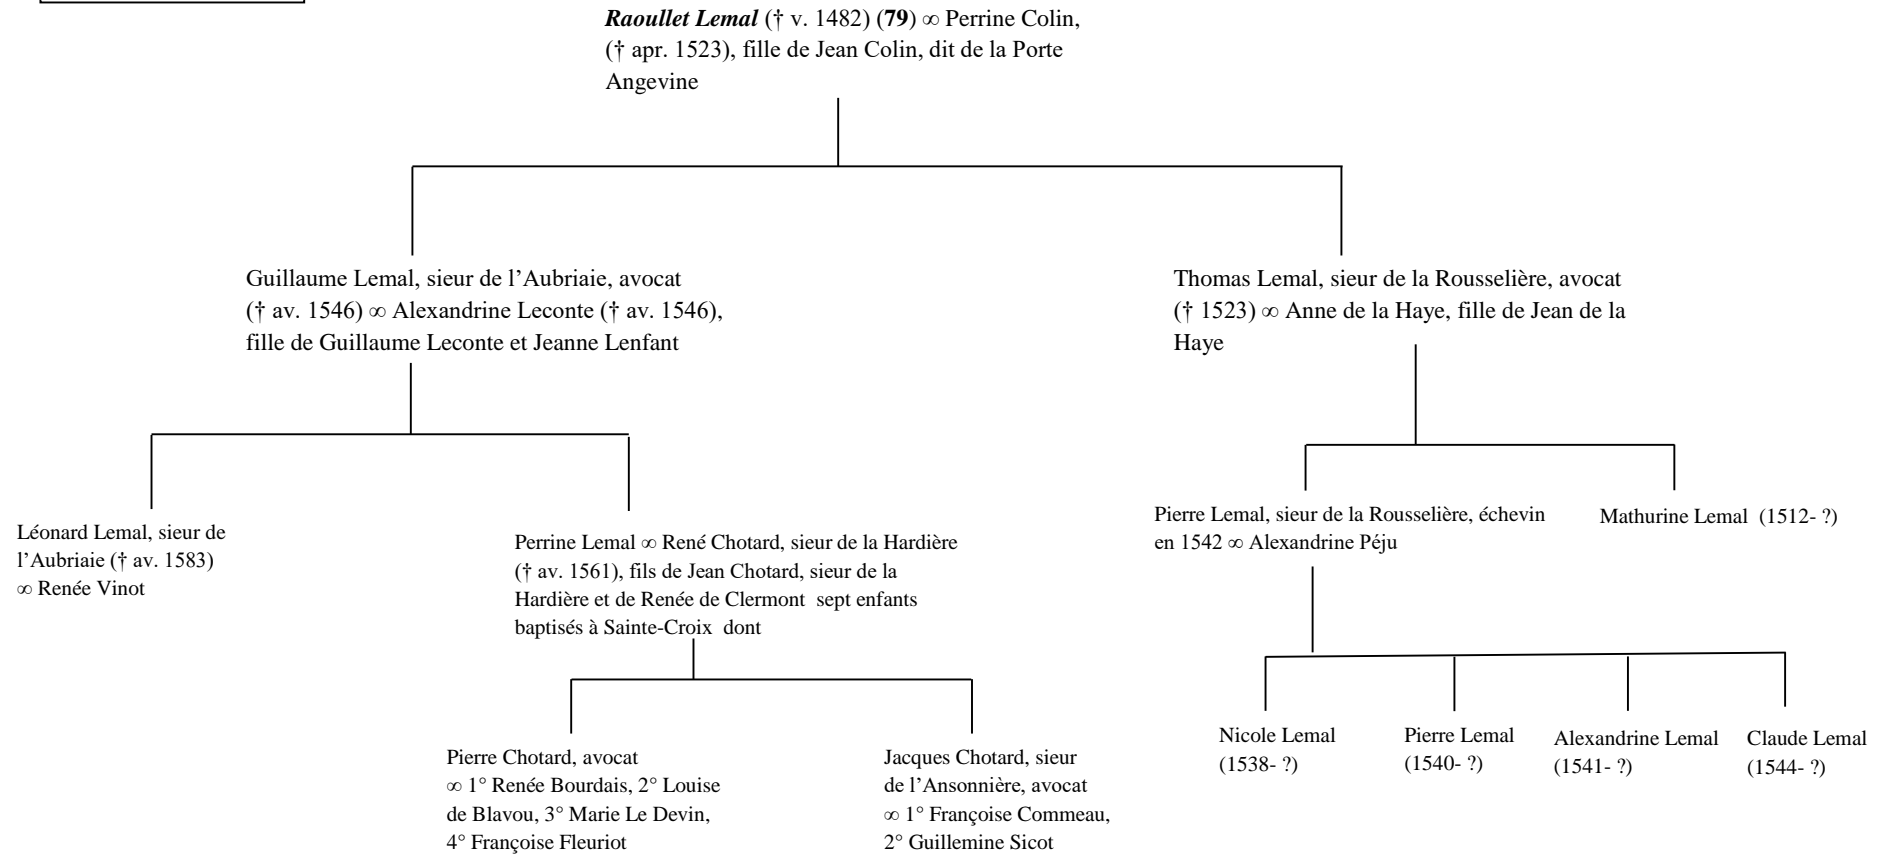 Raoullet Lemal († v. 1482) (79) ∞ Perrine Colin,
(† apr. 1523), fille de Jean Colin, dit de la Porte
Angevine
Guillaume Lemal, sieur de l’Aubriaie, avocat
(† av. 1546) ∞ Alexandrine Leconte († av. 1546),
fille de Guillaume Leconte et Jeanne Lenfant
Thomas Lemal, sieur de la Rousselière, avocat
(† 1523) ∞ Anne de la Haye, fille de Jean de la
Haye
Léonard Lemal, sieur de
l’Aubriaie († av. 1583)
∞ Renée Vinot
Perrine Lemal ∞ René Chotard, sieur de la Hardière
(† av. 1561), fils de Jean Chotard, sieur de la
Hardière et de Renée de Clermont  sept enfants
baptisés à Sainte-Croix  dont
Pierre Lemal, sieur de la Rousselière, échevin
en 1542 ∞ Alexandrine Péju
Mathurine Lemal  (1512- ?)
Pierre Chotard, avocat
∞ 1° Renée Bourdais, 2° Louise
de Blavou, 3° Marie Le Devin,
4° Françoise Fleuriot
Jacques Chotard, sieur
de l’Ansonnière, avocat
∞ 1° Françoise Commeau,
2° Guillemine Sicot
Nicole Lemal
(1538- ?)
Pierre Lemal
(1540- ?)
Alexandrine Lemal
(1541- ?)
Claude Lemal
(1544- ?)